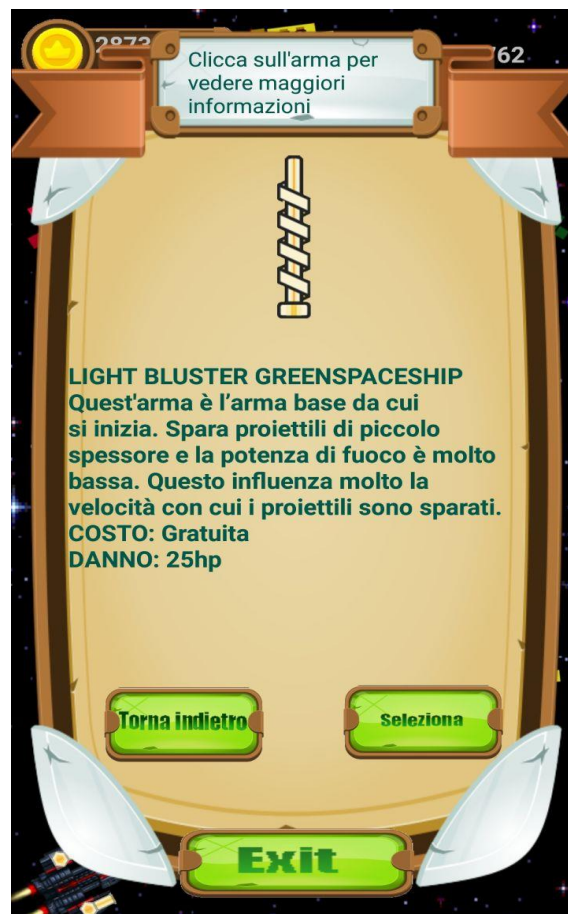 Clicca sull'arma per
vedere maggiori
informazioni
62
LIGHT BLUSTER GREENSPACESHIP
Quest'arma è l’arma base da cui
si inizia. Spara proiettili di piccolo
spessore e la potenza di fuoco è molto
bassa. Questo influenza molto la
velocità con cui i proiettili sono sparati.
COSTO: Gratuita
DANNO: 25hp
Torna indietro
Seleziona
Exit